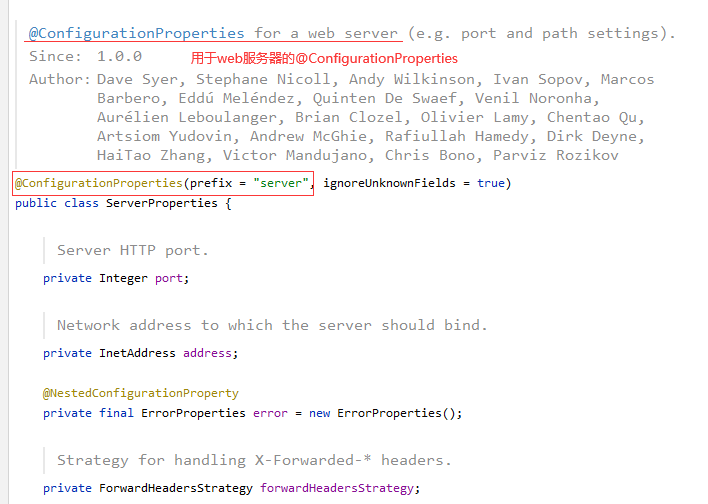 @ConfigurationProperties for a web server (e.g. port and path settings).
Since: 1.0.0 用于web服务器的@ConfigurationProperties
Author: Dave Syer, Stephane Nicoll, Andy Wilkinson, Ivan Sopov, Marcos
Barbero, Eddú Meléndez, Quinten De Swaef, Venil Noronha,
Aurélien Leboulanger, Brian Clozel, Olivier Lamy, Chentao Qu,
Artsiom Yudovin, Andrew McGhie, Rafiullah Hamedy, Dirk Deyne,
HaiTao Zhang, Victor Mandujano, Chris Bono, Parviz Rozikov
@ConfigurationProperties(prefix = "server", ignoreUnknownFields = true)
public class ServerProperties {
Server HTTP port.
private Integer port;
Network address to which the server should bind.
private InetAddress address;
@NestedConfigurationProperty
private final ErrorProperties error = new ErrorProperties();
Strategy for handling X-Forwarded-* headers.
private ForwardHeadersStrategy forwardHeadersStrategy;